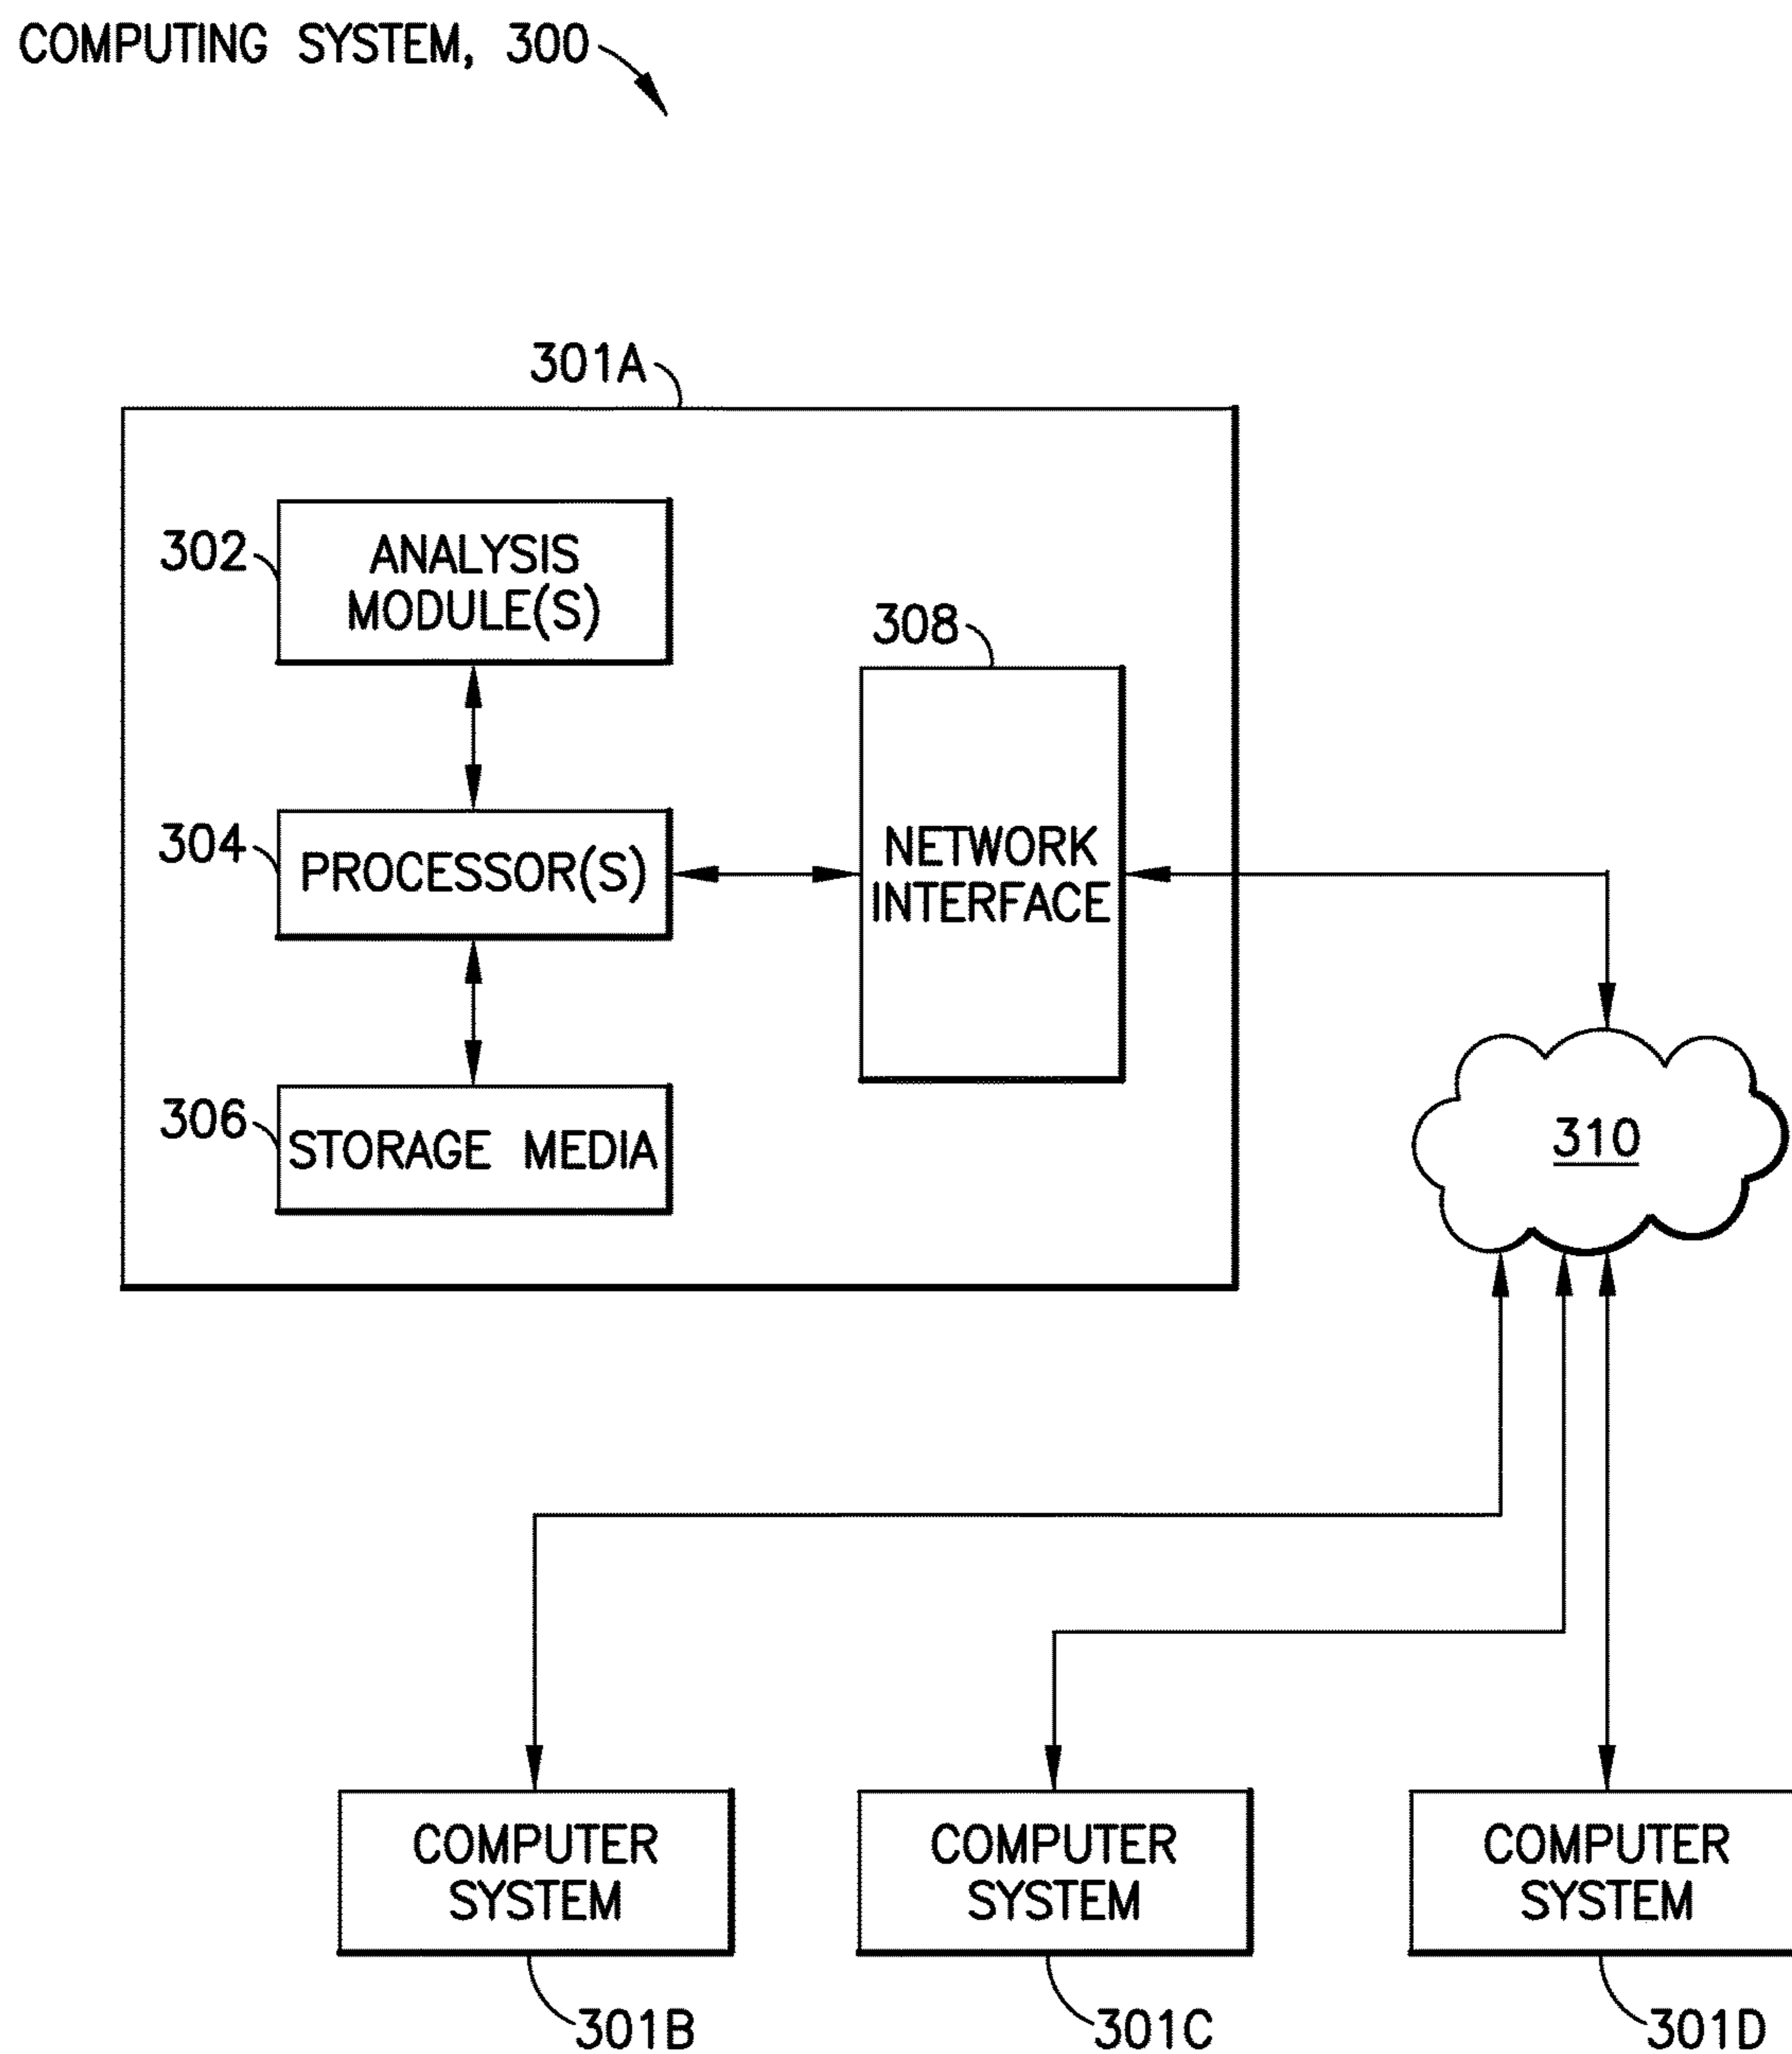 COMPUTING SYSTEM, 300
301A
302
ANALYSIS
MODULE(S)
308
304
PROCESSOR(S)
NETWORK
INTERFACE
306
STORAGE MEDIA
310
COMPUTER
SYSTEM
COMPUTER
SYSTEM
COMPUTER
SYSTEM
301B
301C
301D